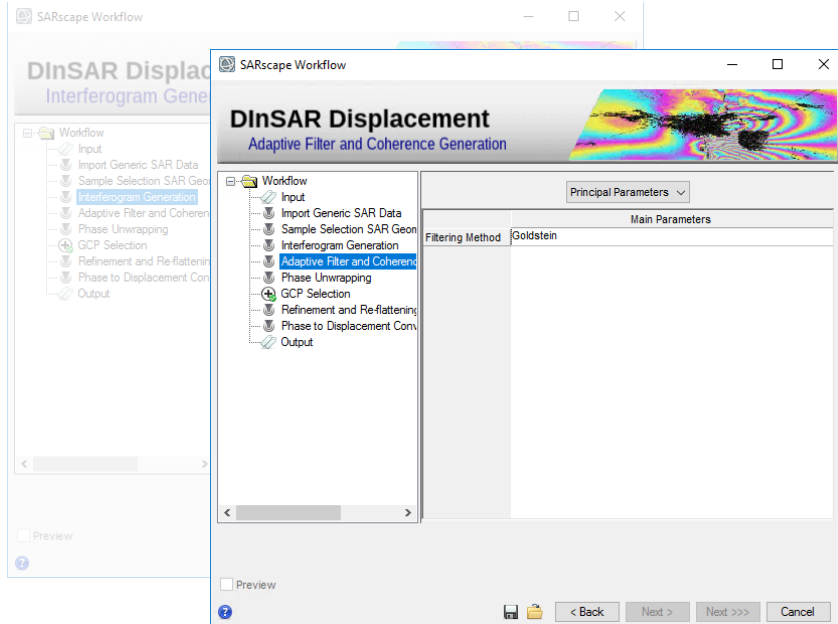 SARscape Workflow
DInSAR Displac
Interferogram Gene
Workflow
Input
Import Generic SAR Data
Sample Selection SAR Geo
Interferogram Generation
Adaptive Filter and Coheren
Phase Unwrapping
GCP Selection
Refinement and Re-flattenin
Phase to Displacement Con
Output
Preview
SARscape Workflow
DInSAR Displacement
Adaptive Filter and Coherence Generation
Workflow
Input
Import Generic SAR Data
Sample Selection SAR Geom
Interferogram Generation
Adaptive Filter and Coherenc
Phase Unwrapping
GCP Selection
Refinement and Re-flattening
Phase to Displacement Conv
Output
Principal Parameters
Main Parameters
Filtering Method Goldstein
Preview
< Back Next > Next >>> Cancel